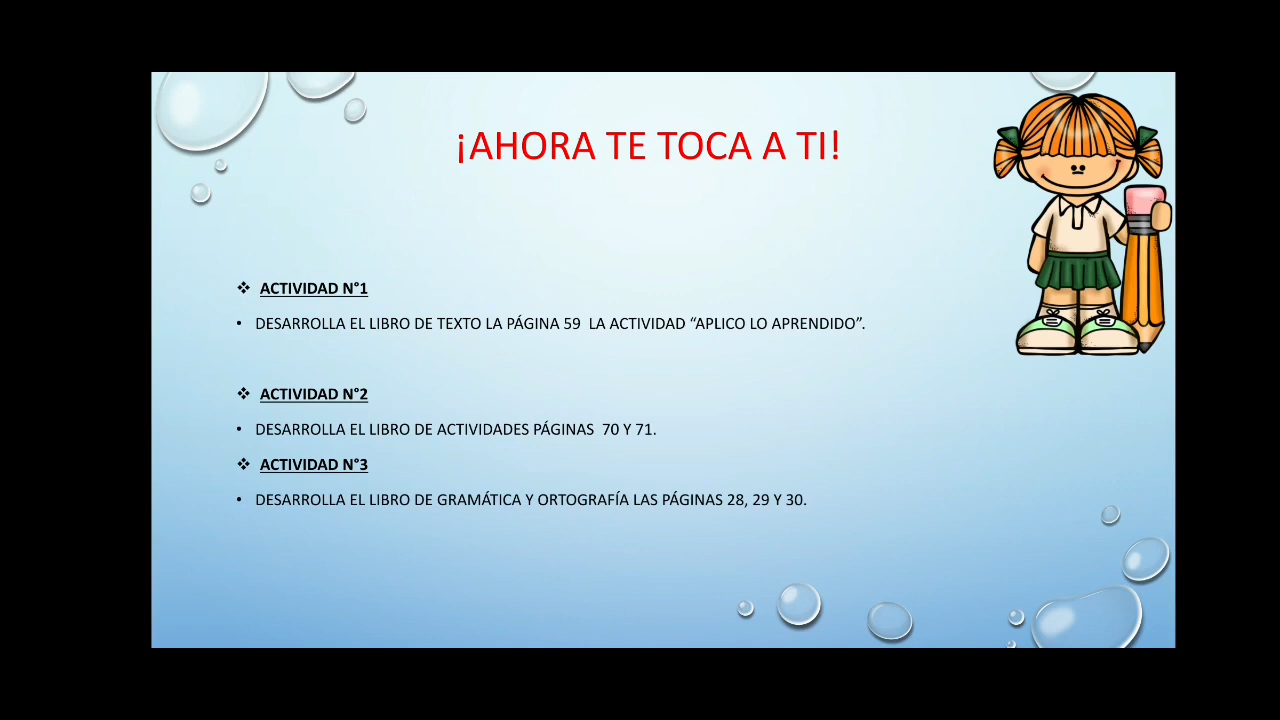 ¡AHORA TE TOCA A TI!
❖ ACTIVIDAD N°1
• DESARROLLA EL LIBRO DE TEXTO LA PÁGINA 59 LA ACTIVIDAD “APLICO LO APRENDIDO”.
❖ ACTIVIDAD N°2
• DESARROLLA EL LIBRO DE ACTIVIDADES PÁGINAS 70 Y 71.
❖ ACTIVIDAD N°3
• DESARROLLA EL LIBRO DE GRAMÁTICA Y ORTOGRAFÍA LAS PÁGINAS 28, 29 Y 30.